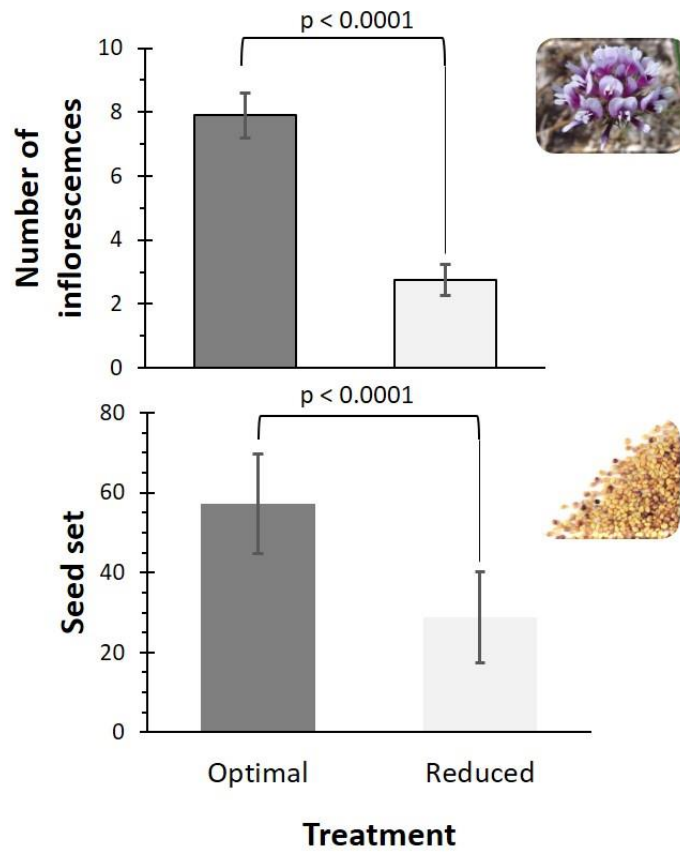 p < 0.0001
10
8
6
4
2
0
Number of
inflorescemces
p < 0.0001
80
60
40
20
0
Seed set
Optimal Reduced
Treatment